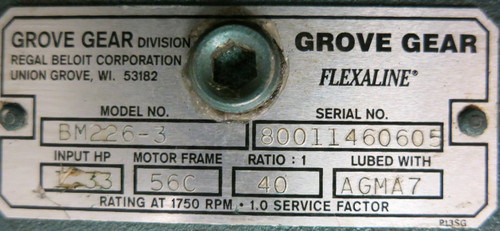 GROVE GEAR DIVISION
REGAL BELOIT CORPORATION
UNION GROVE, WI. 53182
GROVE GEAR
FLEXALINE®
MODEL NO. SERIAL NO.
BM226-3 80011460605
INPUT HP MOTOR FRAME RATIO : 1 LUBED WITH
.33 56C 40 AGMA7
RATING AT 1750 RPM • 1.0 SERVICE FACTOR